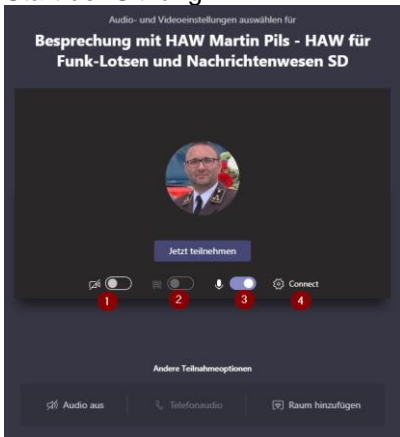 Audio- und Videoeinstellungen auswählen für
Besprechung mit HAW Martin Pils - HAW für
Funk-Lotsen und Nachrichtenwesen SD
Jetzt teilnehmen
Connect
1 2 3 4
Andere Teilnahmeoptionen
Audio aus Telefonaudio Raum hinzufügen